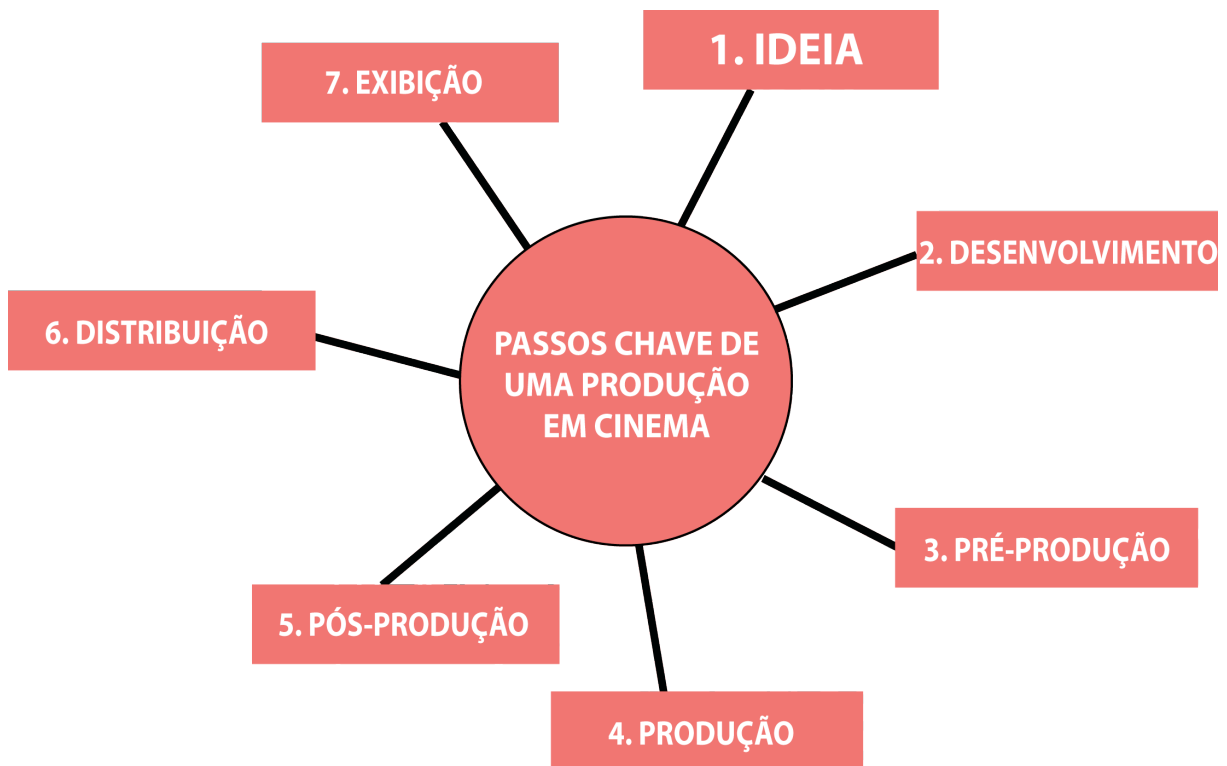 1. IDEIA
2. DESENVOLVIMENTO
3. PRÉ-PRODUÇÃO
4. PRODUÇÃO
5. PÓS-PRODUÇÃO
6. DISTRIBUIÇÃO
7. EXIBIÇÃO
PASSOS CHAVE DE
UMA PRODUÇÃO
EM CINEMA